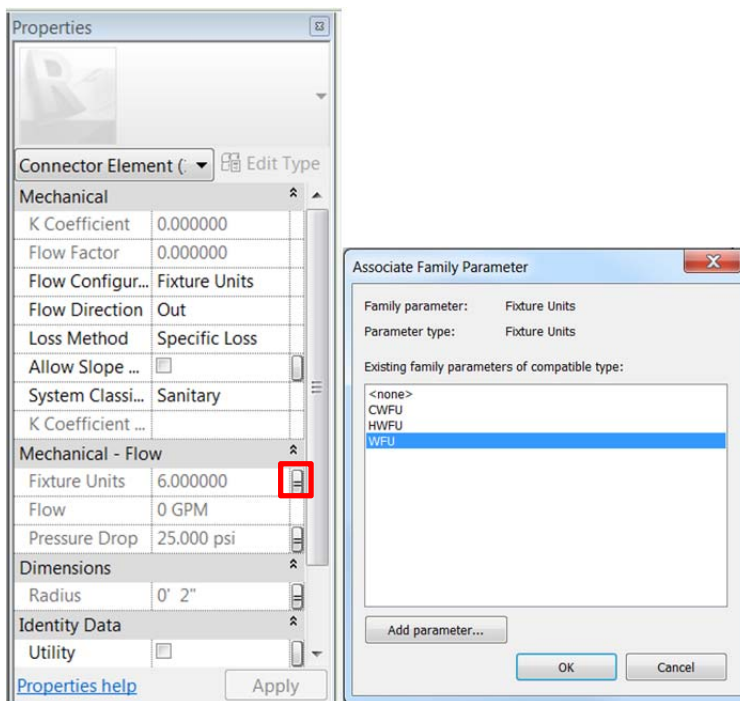 Properties
Connector Element (:
Edit Type
Mechanical
K Coefficient 0.000000
Flow Factor 0.000000
Flow Configur... Fixture Units
Flow Direction Out
Loss Method Specific Loss
Allow Slope ...
System Classi... Sanitary
K Coefficient ...
Mechanical - Flow
Fixture Units 6.000000 =
Flow 0 GPM
Pressure Drop 25.000 psi =
Dimensions
Radius 0' 2" =
Identity Data
Utility
Properties help Apply
Associate Family Parameter
Family parameter: Fixture Units
Parameter type: Fixture Units
Existing family parameters of compatible type:
<none>
CWFU
HWFU
WFU
Add parameter...
OK Cancel